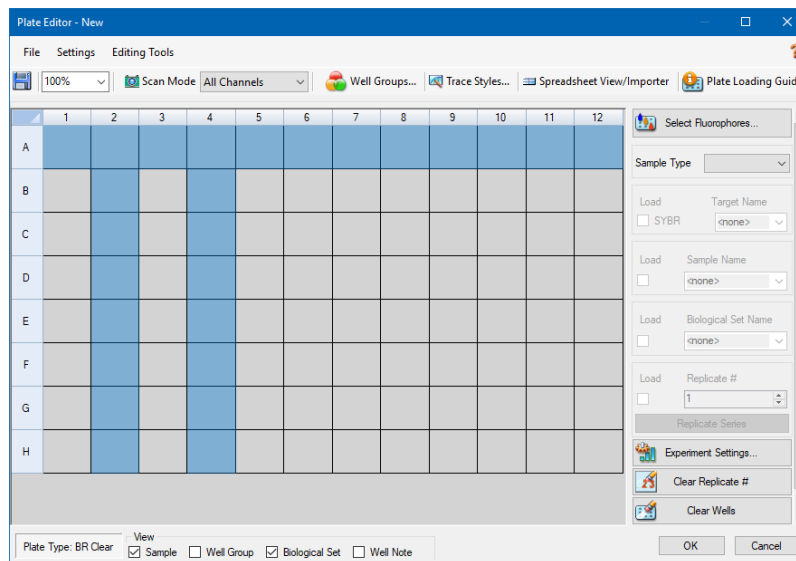 Plate Editor - New
File Settings Editing Tools
100% Scan Mode All Channels Well Groups... Trace Styles... Spreadsheet View/Importer Plate Loading Guid
1 2 3 4 5 6 7 8 9 10 11 12
A
B
C
D
E
F
G
H
Select Fluorophores...
Sample Type
Load Target Name
SYBR <none>
Load Sample Name
<none>
Load Biological Set Name
<none>
Load Replicate #
1
Replicate Series
Experiment Settings...
Clear Replicate #
Clear Wells
Plate Type: BR Clear
View
Sample Well Group Biological Set Well Note
OK Cancel